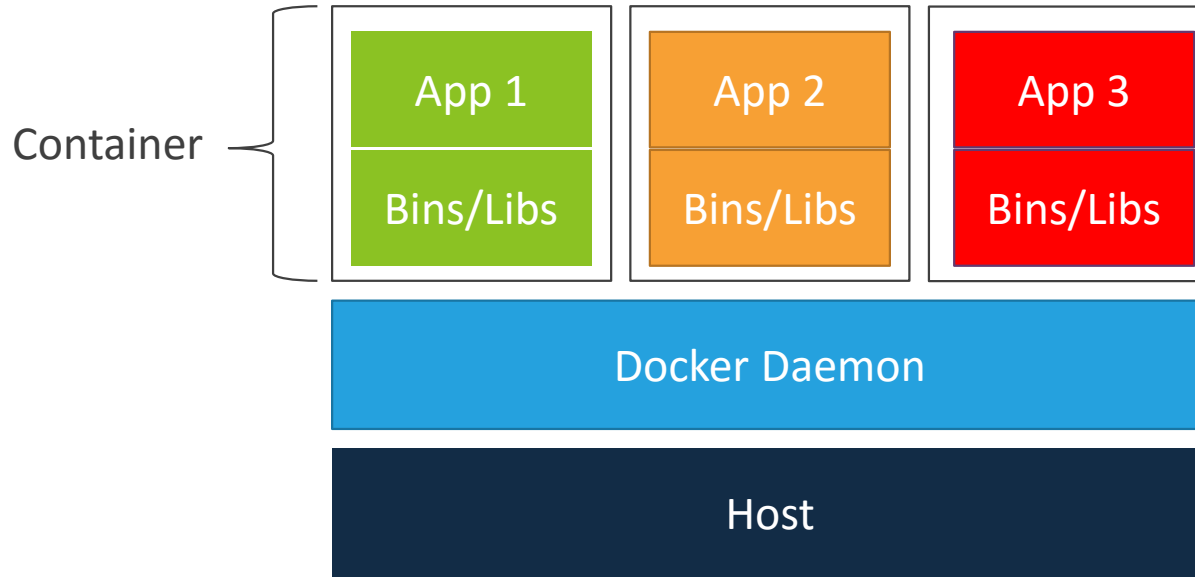 App 1
App 2
App 3
Container
Bins/Libs
Bins/Libs
Bins/Libs
Docker Daemon
Host